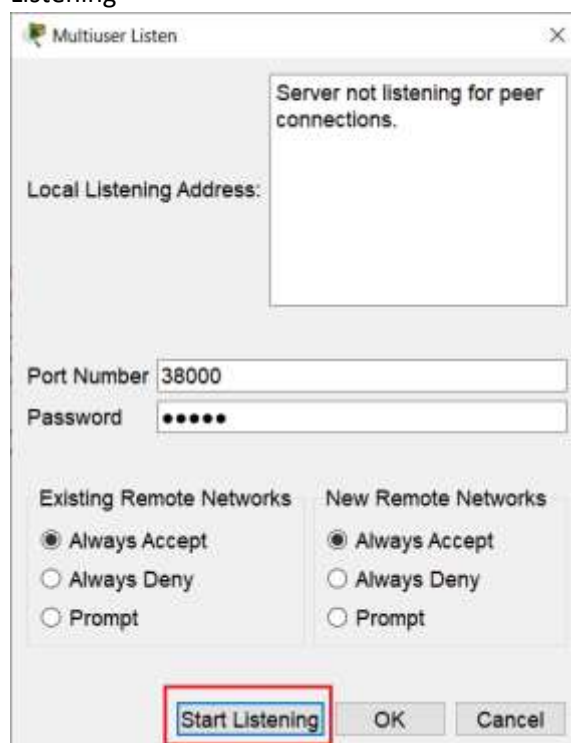 Listening
Multiuser Listen
Server not listening for peer
connections.
Local Listening Address:
Port Number 38000
Password ●●●●●
Existing Remote Networks New Remote Networks
Always Accept Always Accept
Always Deny Always Deny
Prompt Prompt
Start Listening OK Cancel